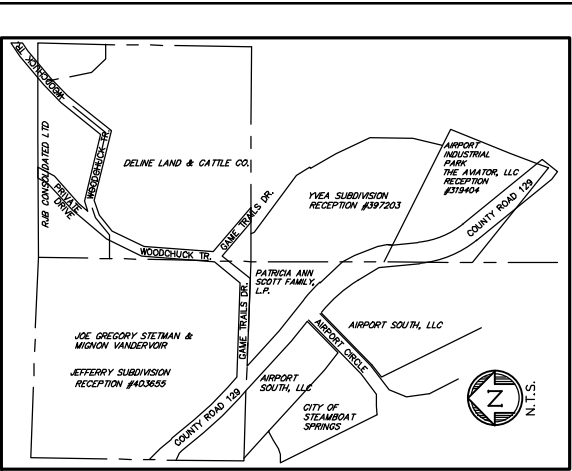 WOODCHUCK TR.
RJB CONSOLIDATED LTD
PRIVATE
DRIVE
WOODCHUCK TR.
DELINE LAND & CATTLE CO.
WOODCHUCK TR.
GAME TRAILS DR.
YVEA SUBDIVISION
RECEPTION #397203
AIRPORT
INDUSTRIAL
PARK
THE AVIATOR, LLC
RECEPTION
#319404
COUNTY ROAD 129
PATRICIA ANN
SCOTT FAMILY,
L.P.
GAME TRAILS DR.
JOE GREGORY STETMAN &
MIGNON VANDERVOIR
JEFFERRY SUBDIVISION
RECEPTION #403655
COUNTY ROAD 129
AIRPORT
SOUTH, LLC
AIRPORT CIRCLE
AIRPORT SOUTH, LLC
CITY OF
STEAMBOAT
SPRINGS
N
N.T.S.